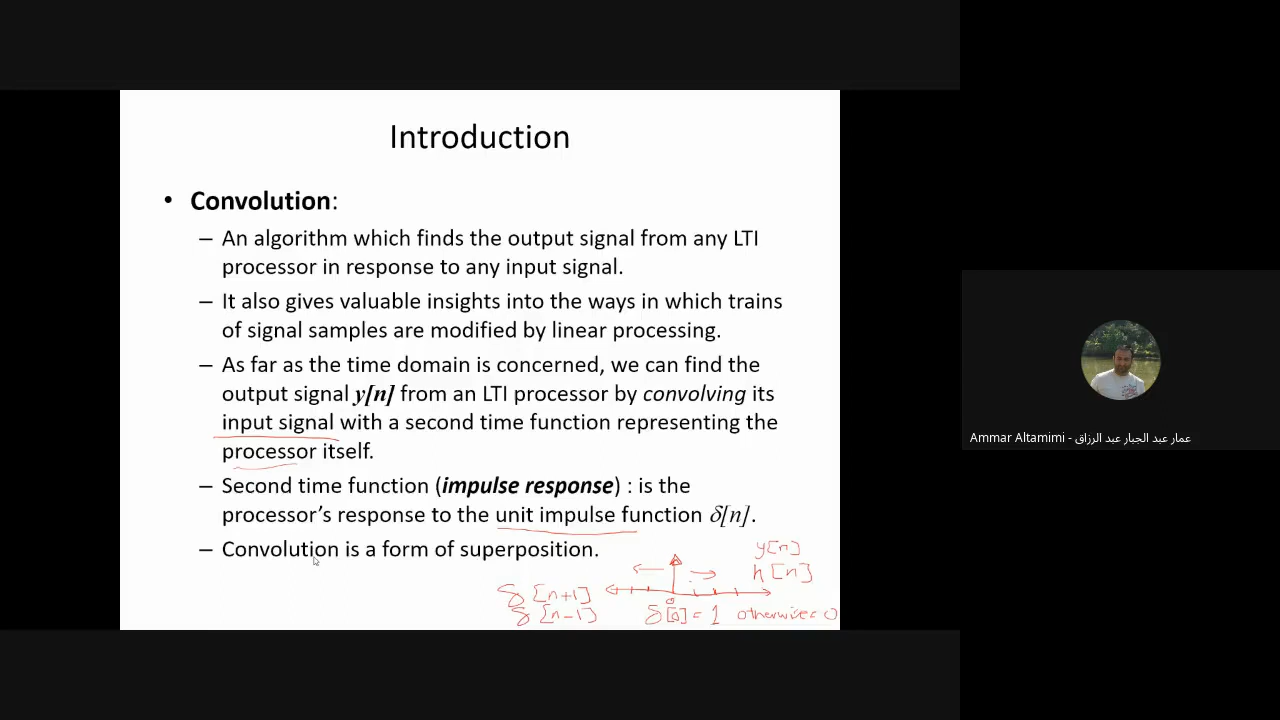 Introduction
• Convolution:
– An algorithm which finds the output signal from any LTI
processor in response to any input signal.
– It also gives valuable insights into the ways in which trains
of signal samples are modified by linear processing.
– As far as the time domain is concerned, we can find the
output signal y[n] from an LTI processor by convolving its
input signal with a second time function representing the
processor itself.
– Second time function (impulse response) : is the
processor’s response to the unit impulse function δ[n].
– Convolution is a form of superposition.
y[n]
h[n]
δ[n+1]
δ[n-1]
0
δ[0]=1 otherwise=0
Ammar Altamimi - عمار عبد الجبار عبد الرزاق